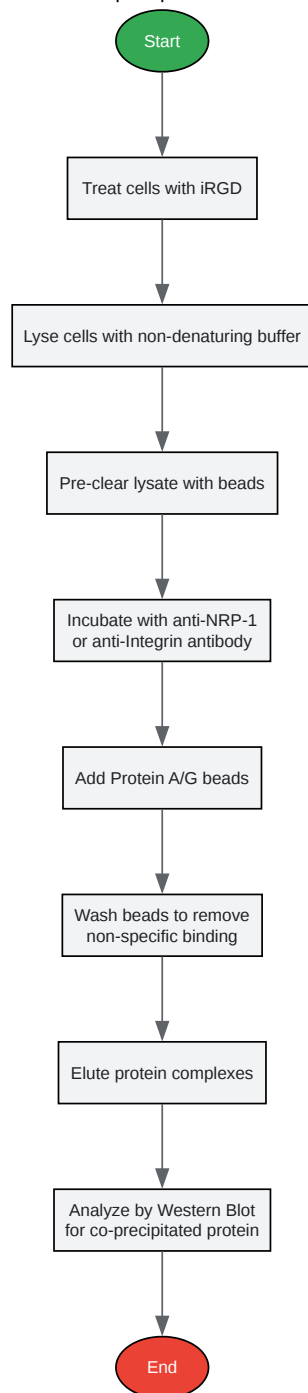 Start
Treat cells with iRGD
Lyse cells with non-denaturing buffer
Pre-clear lysate with beads
Incubate with anti-NRP-1
or anti-Integrin antibody
Add Protein A/G beads
Wash beads to remove
non-specific binding
Elute protein complexes
Analyze by Western Blot
for co-precipitated protein
End